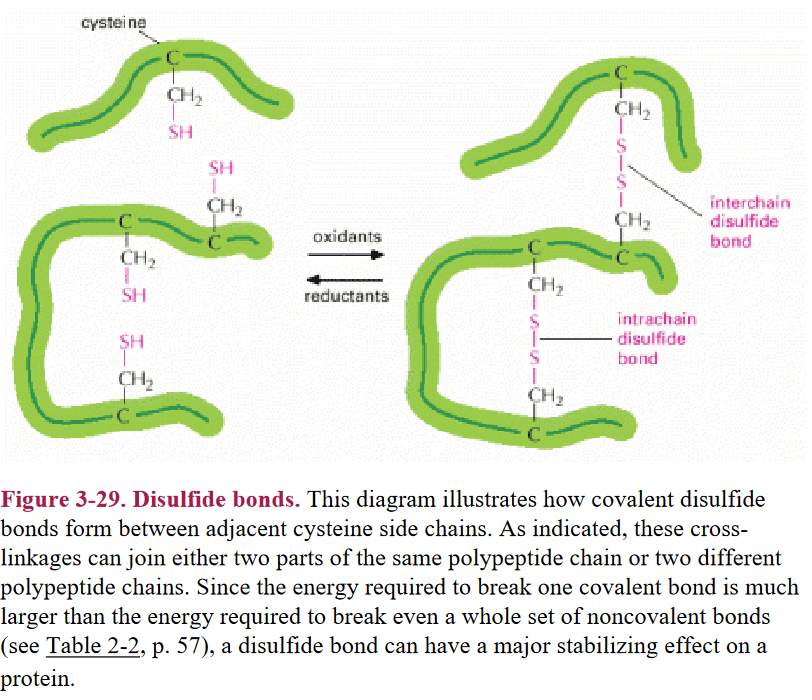 cysteine
C
CH2
SH
SH
CH2
C
C
CH2
SH
SH
CH2
C
oxidants
reductants
C
CH2
S
S
CH2
C
interchain
disulfide
bond
C
CH2
S
S
CH2
C
intrachain
disulfide
bond
Figure 3-29. Disulfide bonds. This diagram illustrates how covalent disulfide
bonds form between adjacent cysteine side chains. As indicated, these cross-
linkages can join either two parts of the same polypeptide chain or two different
polypeptide chains. Since the energy required to break one covalent bond is much
larger than the energy required to break even a whole set of noncovalent bonds
(see Table 2-2, p. 57), a disulfide bond can have a major stabilizing effect on a
protein.